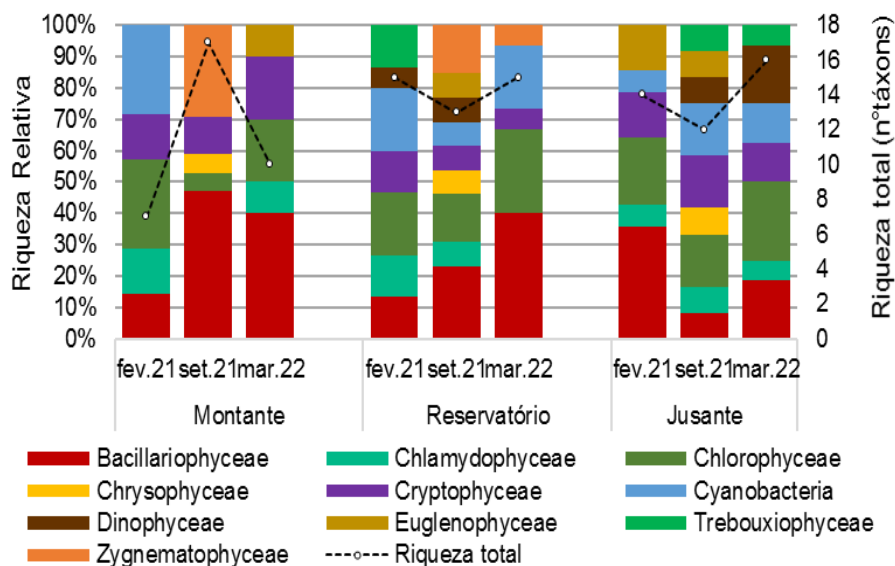 Riqueza Relativa
100%
90%
80%
70%
60%
50%
40%
30%
20%
10%
0%
18
16
14
12
10
8
6
4
2
0
Riqueza total (n°táxons)
fev.21 set.21 mar.22 fev.21 set.21 mar.22 fev.21 set.21 mar.22
Montante Reservatório Jusante
Bacillariophyceae Chlamydophyceae Chlorophyceae
Chrysophyceae Cryptophyceae Cyanobacteria
Dinophyceae Euglenophyceae Trebouxiophyceae
Zygnematophyceae Riqueza total